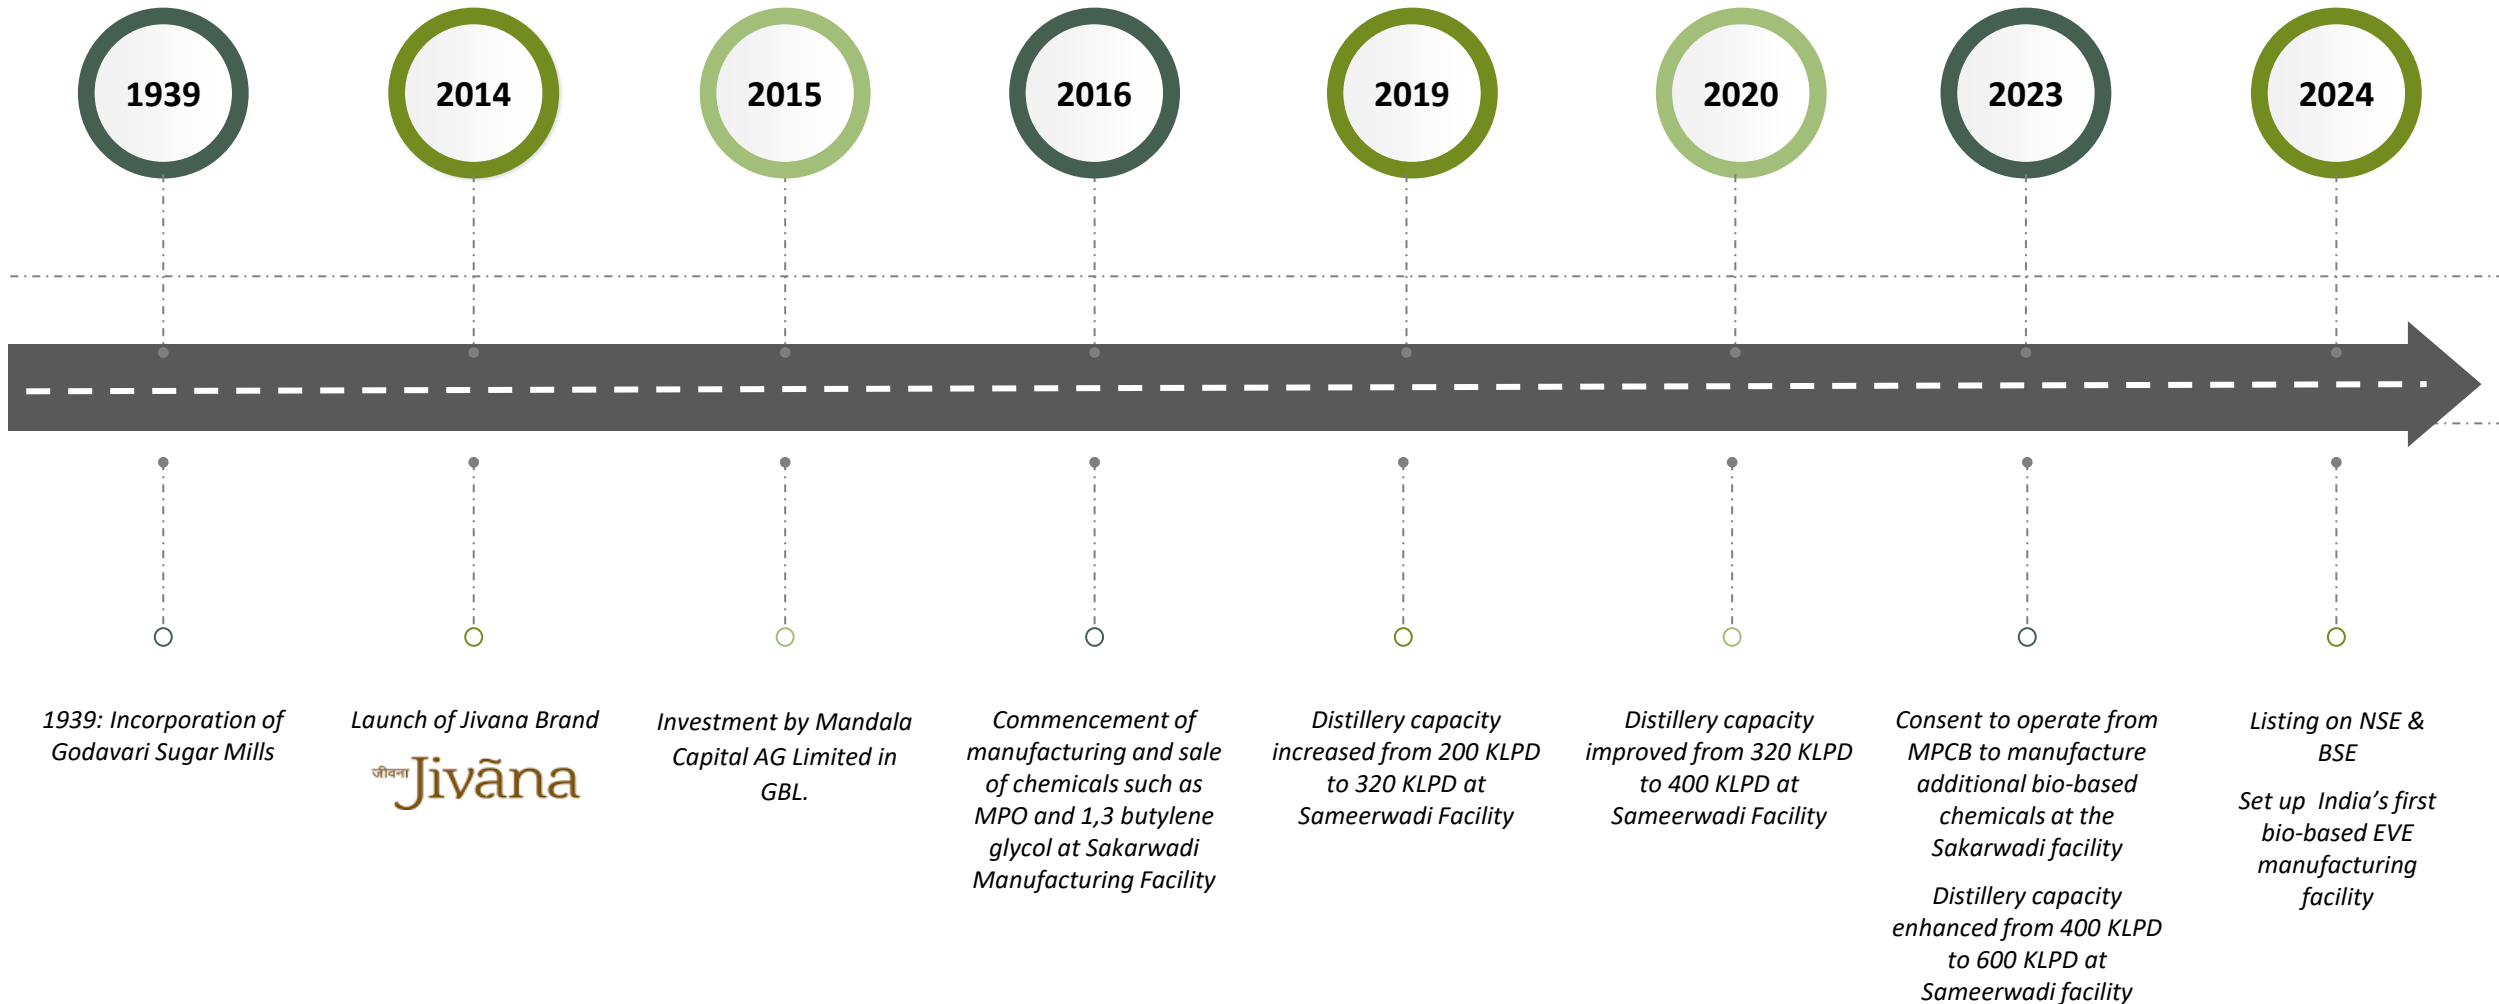 1939
2014
2015
2016
2019
2020
2023
2024
1939: Incorporation of
Godavari Sugar Mills
Launch of Jivana Brand
जीवना Jivãna
Investment by Mandala
Capital AG Limited in
GBL.
Commencement of
manufacturing and sale
of chemicals such as
MPO and 1,3 butylene
glycol at Sakarwadi
Manufacturing Facility
Distillery capacity
increased from 200 KLPD
to 320 KLPD at
Sameerwadi Facility
Distillery capacity
improved from 320 KLPD
to 400 KLPD at
Sameerwadi Facility
Consent to operate from
MPCB to manufacture
additional bio-based
chemicals at the
Sakarwadi facility
Distillery capacity
enhanced from 400 KLPD
to 600 KLPD at
Sameerwadi facility
Listing on NSE &
BSE
Set up India’s first
bio-based EVE
manufacturing
facility